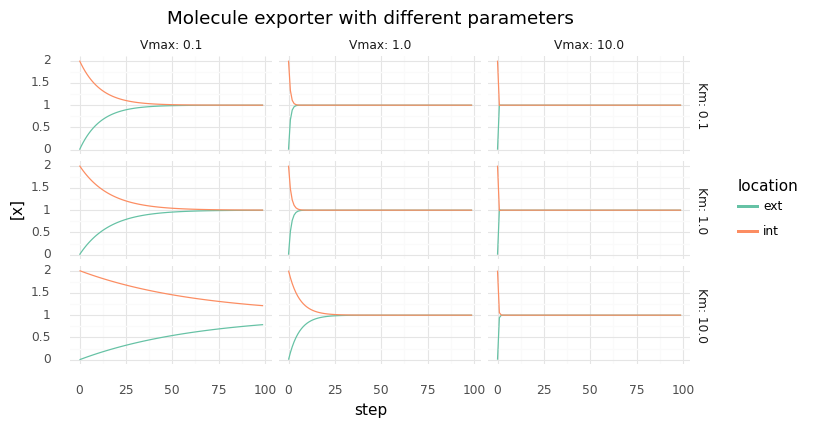 Molecule exporter with different parameters
Vmax: 0.1 Vmax: 1.0 Vmax: 10.0
2
1.5
1
0.5
0
Km: 0.1
2
1.5
1
0.5
0
Km: 1.0
2
1.5
1
0.5
0
Km: 10.0
[x]
0 25 50 75 100 0 25 50 75 100 0 25 50 75 100
step
location
ext
int